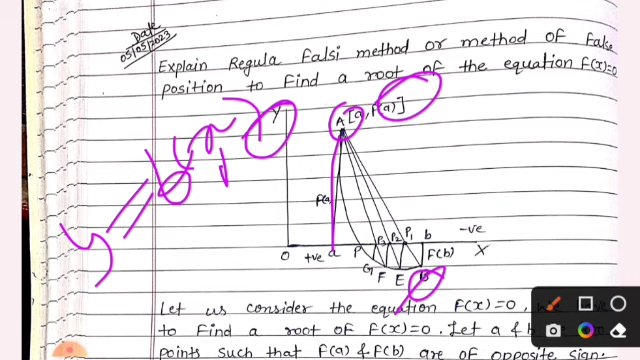 Date
05/05/2023
Explain Regula Falsi method or method of False
position to find a root of the equation F(x)=0
Y
A [a, F(a)]
y = f(x)
F(a)
O +ve a P P3 P2 P1 b -ve X
F(b)
G F E B
Let us consider the equation F(x)=0,
to find a root of F(x)=0. Let a & b
points such that F(a) & F(b) are of opposite sign.